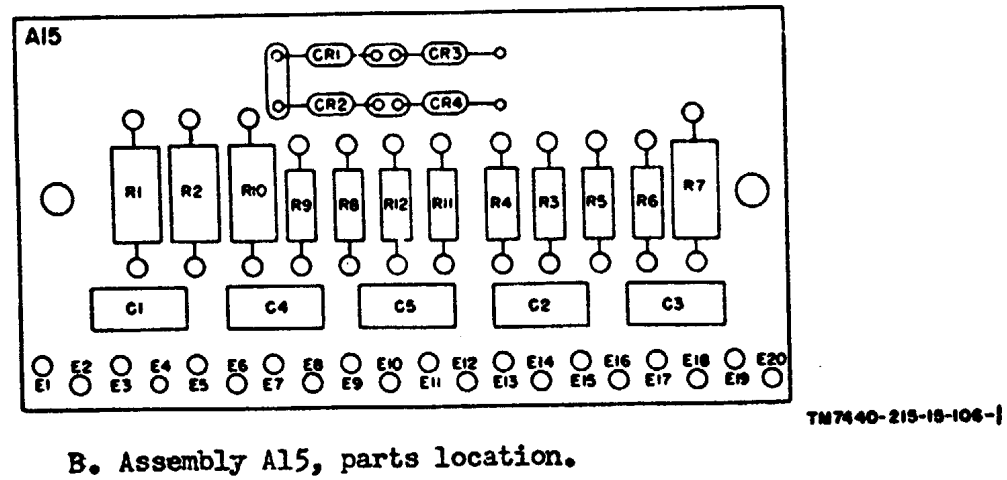 A15
CR1 CR3
CR2 CR4
R1 R2 R10 R9 R8 R12 R11 R4 R3 R5 R6 R7
C1 C4 C5 C2 C3
E2 E4 E6 E8 E10 E12 E14 E16 E18 E20
E1 E3 E5 E7 E9 E11 E13 E15 E17 E19
TM7440-215-15-106-
B. Assembly A15, parts location.